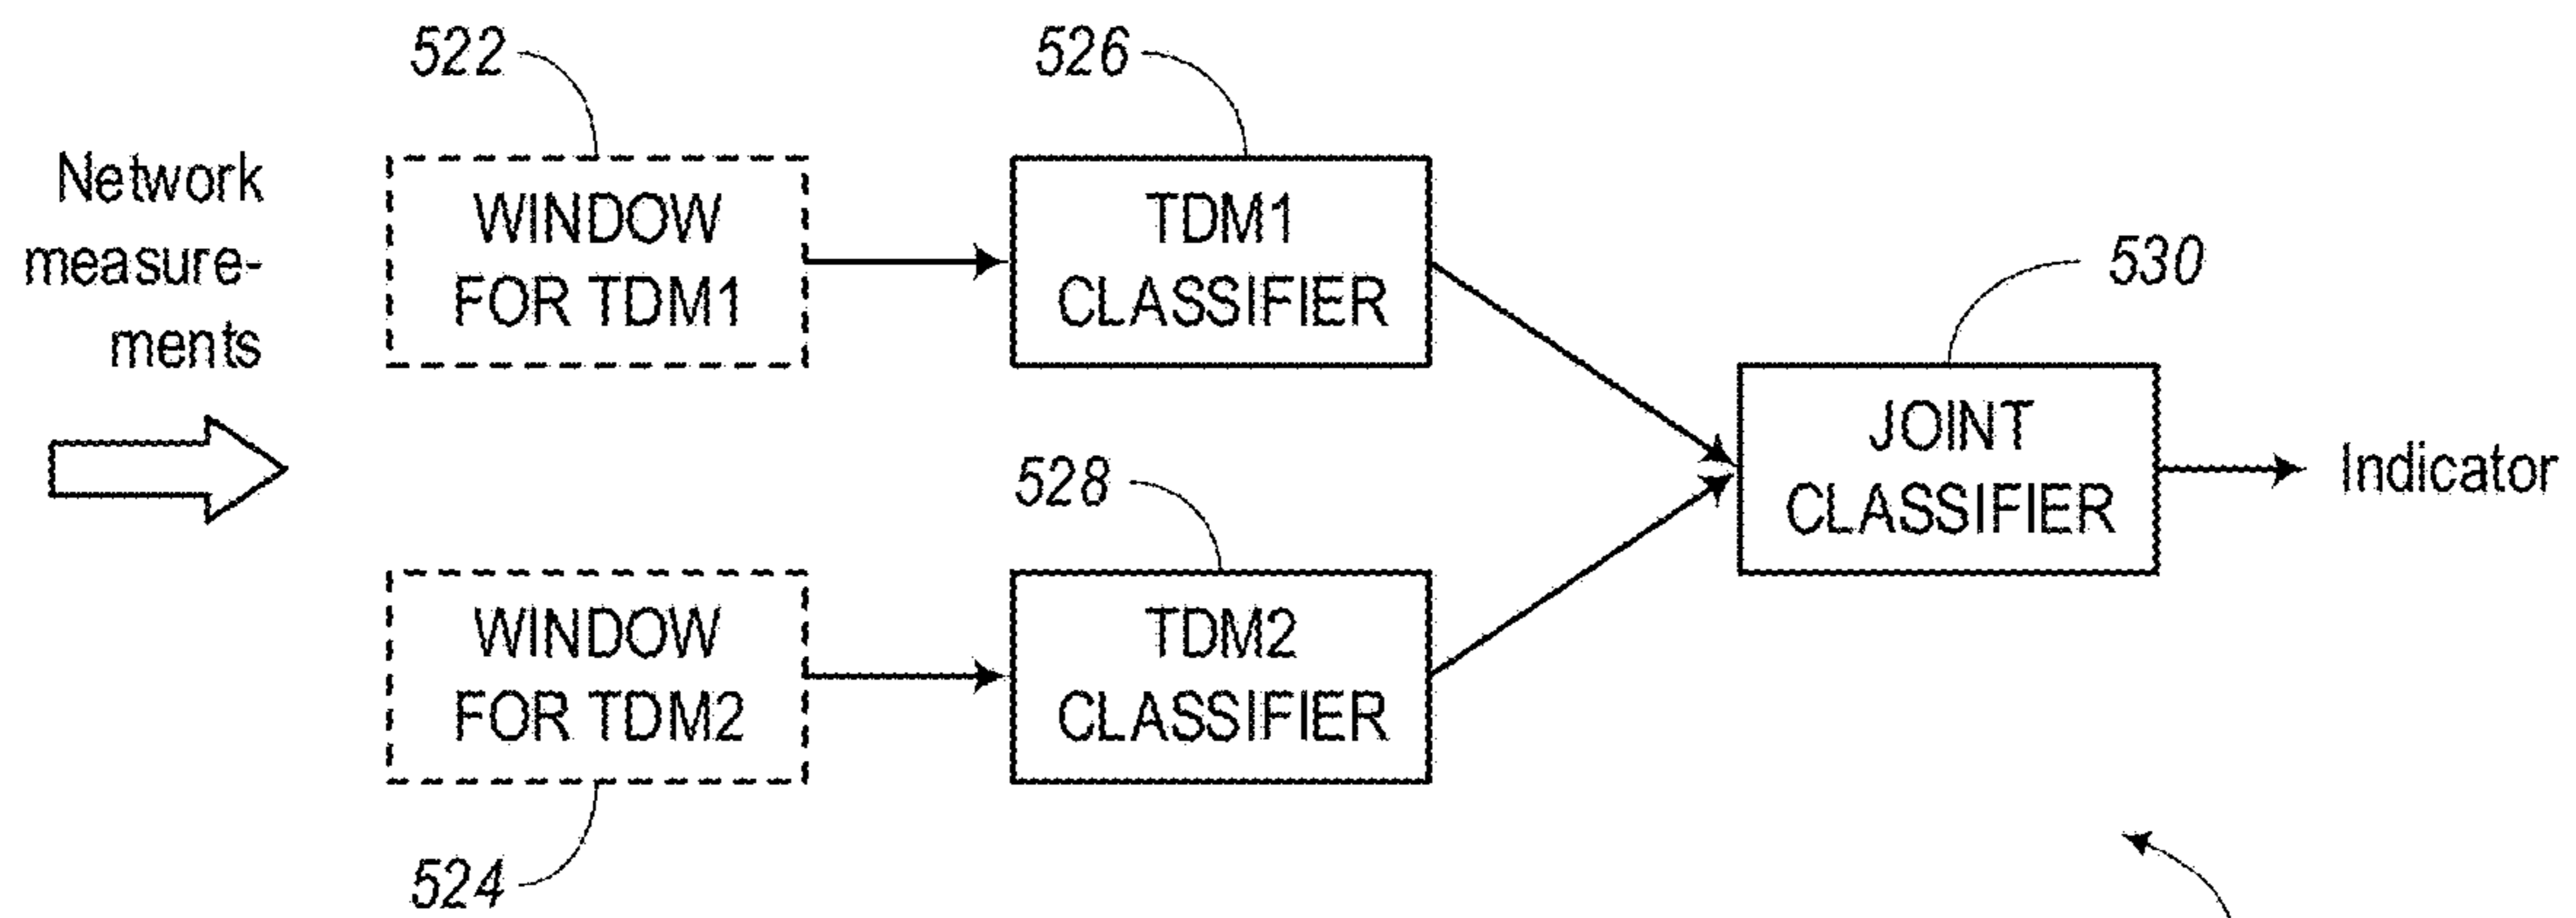 522
526
Network
measure-
ments
WINDOW
FOR TDM1
TDM1
CLASSIFIER
530
JOINT
CLASSIFIER
Indicator
528
WINDOW
FOR TDM2
TDM2
CLASSIFIER
524